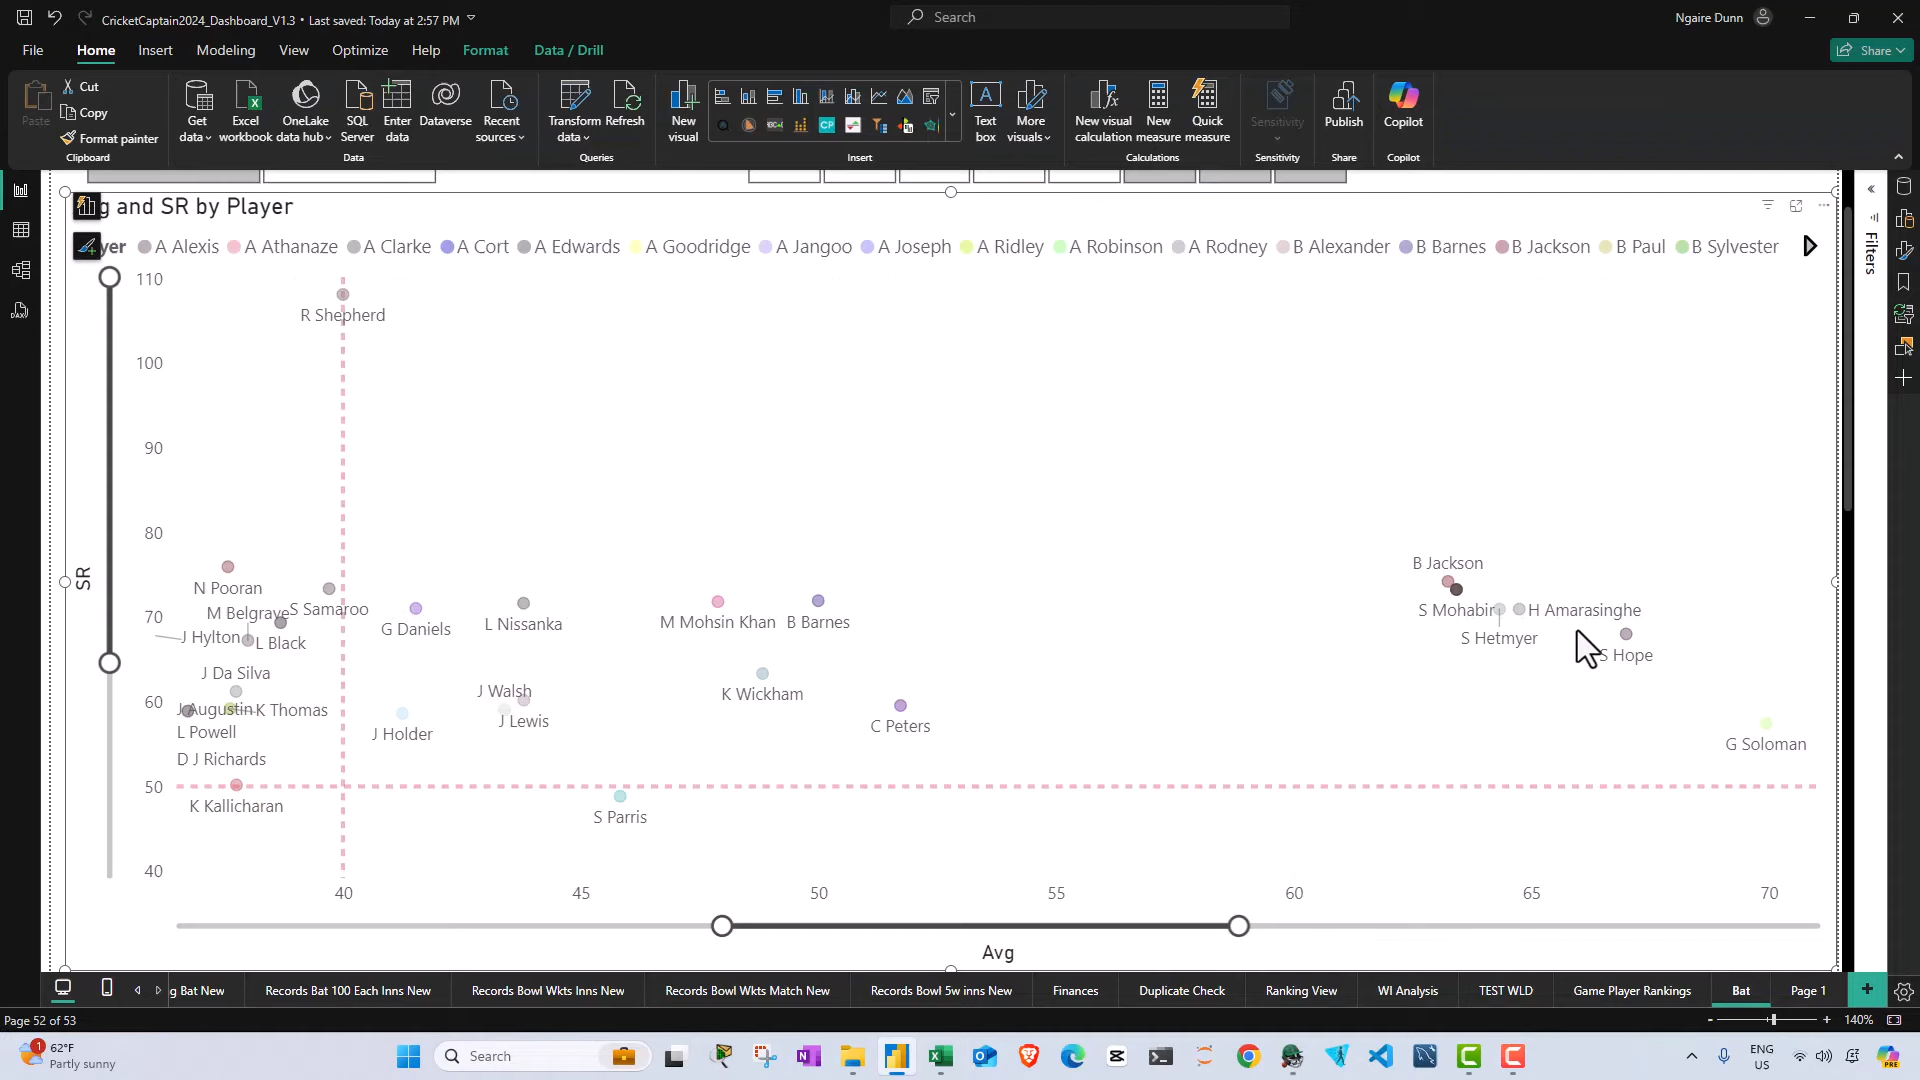 CricketCaptain2024_Dashboard_V1.3 • Last saved: Today at 2:57 PM
Search
Ngaire Dunn
File Home Insert Modeling View Optimize Help Format Data / Drill
Share
Paste
Cut
Copy
Format painter
Clipboard
Get data
Excel workbook
OneLake data hub
SQL Server
Enter data
Dataverse
Recent sources
Data
Transform data
Refresh
Queries
New visual
Text box
More visuals
Insert
New visual calculation
New measure
Quick measure
Calculations
Sensitivity
Sensitivity
Publish
Share
Copilot
Copilot
g and SR by Player
yer A Alexis A Athanaze A Clarke A Cort A Edwards A Goodridge A Jangoo A Joseph A Ridley A Robinson A Rodney B Alexander B Barnes B Jackson B Paul B Sylvester
Filters
110
R Shepherd
100
90
80
B Jackson
SR
N Pooran
M Belgrave
S Samaroo
70
G Daniels
L Nissanka
M Mohsin Khan
B Barnes
S Mohabir
H Amarasinghe
J Hylton
L Black
S Hetmyer
S Hope
J Da Silva
K Wickham
J Walsh
60
J Augustin
K Thomas
L Powell
J Holder
J Lewis
C Peters
G Soloman
D J Richards
50
K Kallicharan
S Parris
40
40 45 50 55 60 65 70
Avg
g Bat New Records Bat 100 Each Inns New Records Bowl Wkts Inns New Records Bowl Wkts Match New Records Bowl 5w inns New Finances Duplicate Check Ranking View WI Analysis TEST WLD Game Player Rankings Bat Page 1
Page 52 of 53
- + 140%
1
62°F
Partly sunny
Search
ENG
US